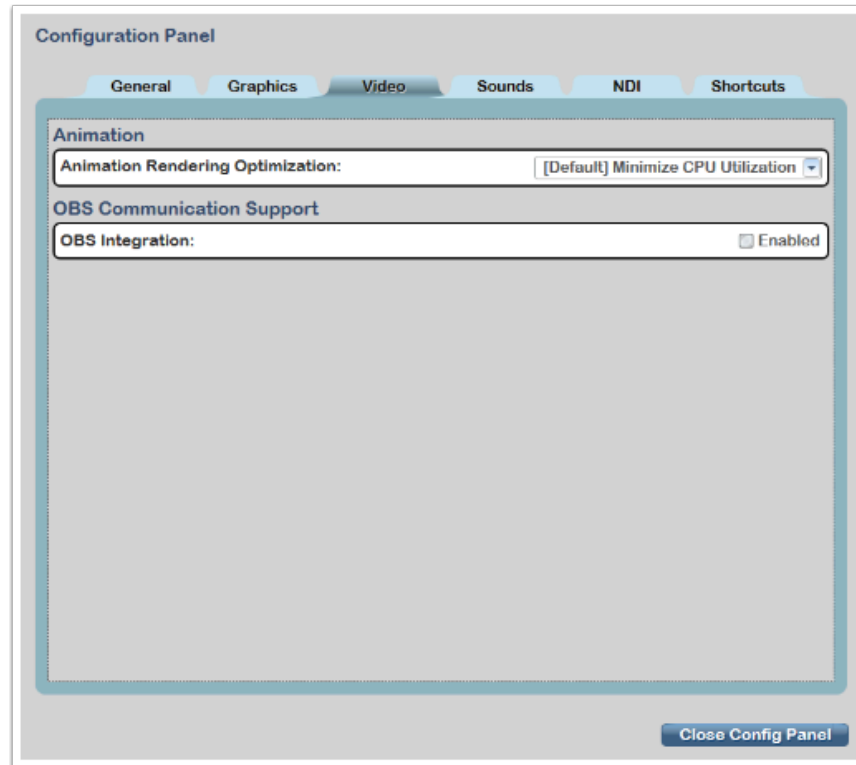 Configuration Panel
General Graphics Video Sounds NDI Shortcuts
Animation
Animation Rendering Optimization: [Default] Minimize CPU Utilization
OBS Communication Support
OBS Integration: Enabled
Close Config Panel